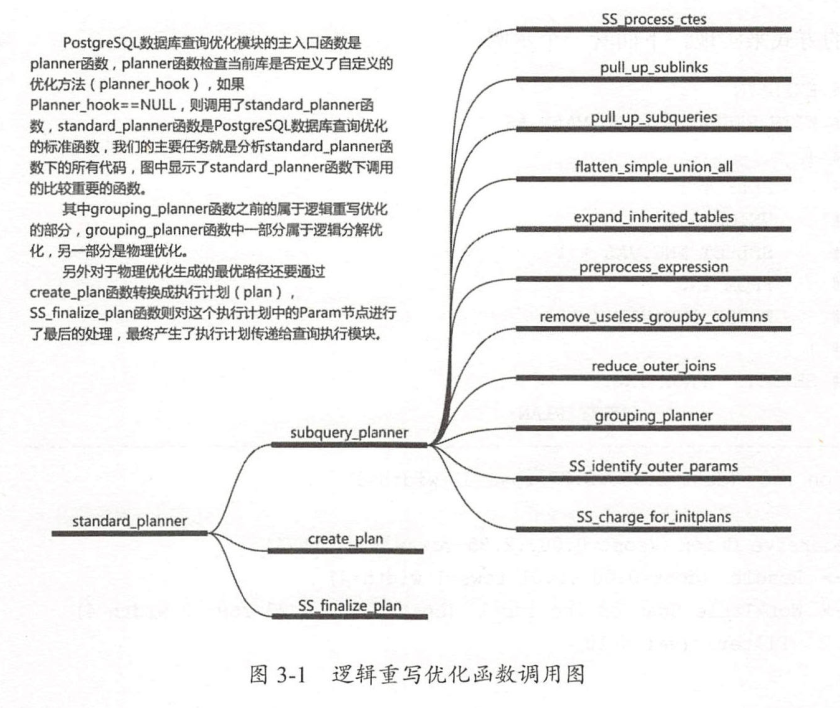 PostgreSQL数据库查询优化模块的主入口函数是
planner函数，planner函数检查当前库是否定义了自定义的
优化方法（planner_hook），如果
Planner_hook==NULL，则调用了standard_planner函
数，standard_planner函数是PostgreSQL数据库查询优化
的标准函数，我们的主要任务就是分析standard_planner函
数下的所有代码，图中显示了standard_planner函数下调用
的比较重要的函数。
其中grouping_planner函数之前的属于逻辑重写优化
的部分，grouping_planner函数中一部分属于逻辑分解优
化，另一部分是物理优化。
另外对于物理优化生成的最优路径还要通过
create_plan函数转换成执行计划（plan），
SS_finalize_plan函数则对这个执行计划中的Param节点进行
了最后的处理，最终产生了执行计划传递给查询执行模块。
standard_planner
subquery_planner
create_plan
SS_finalize_plan
SS_process_ctes
pull_up_sublinks
pull_up_subqueries
flatten_simple_union_all
expand_inherited_tables
preprocess_expression
remove_useless_groupby_columns
reduce_outer_joins
grouping_planner
SS_identify_outer_params
SS_charge_for_initplans
图 3-1 逻辑重写优化函数调用图